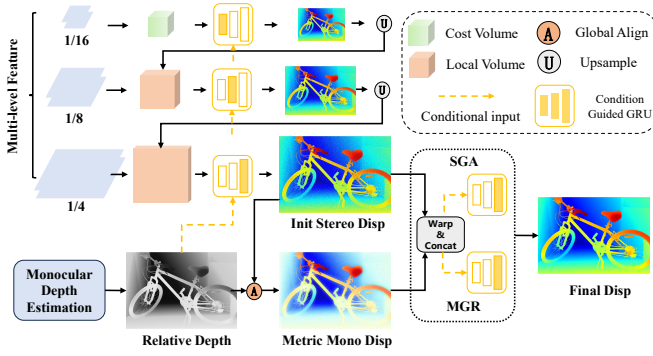 Multi-level Feature
1/16
U
Cost Volume
A
Global Align
Local Volume
U
Upsample
1/8
U
Conditional input
Condition
Guided GRU
1/4
Init Stereo Disp
SGA
Warp
&
Concat
MGR
Final Disp
Monocular
Depth
Estimation
A
Relative Depth
Metric Mono Disp